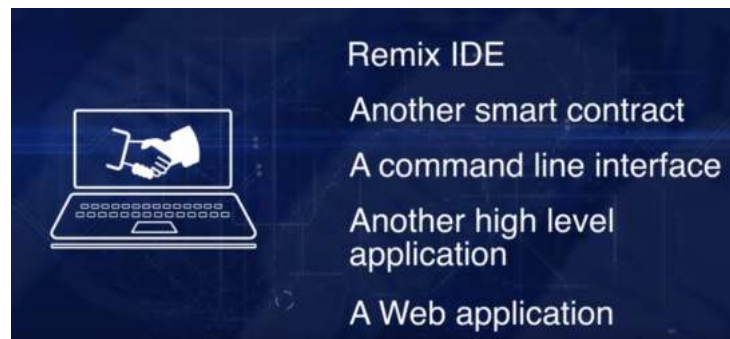 Remix IDE
Another smart contract
A command line interface
Another high level
application
A Web application